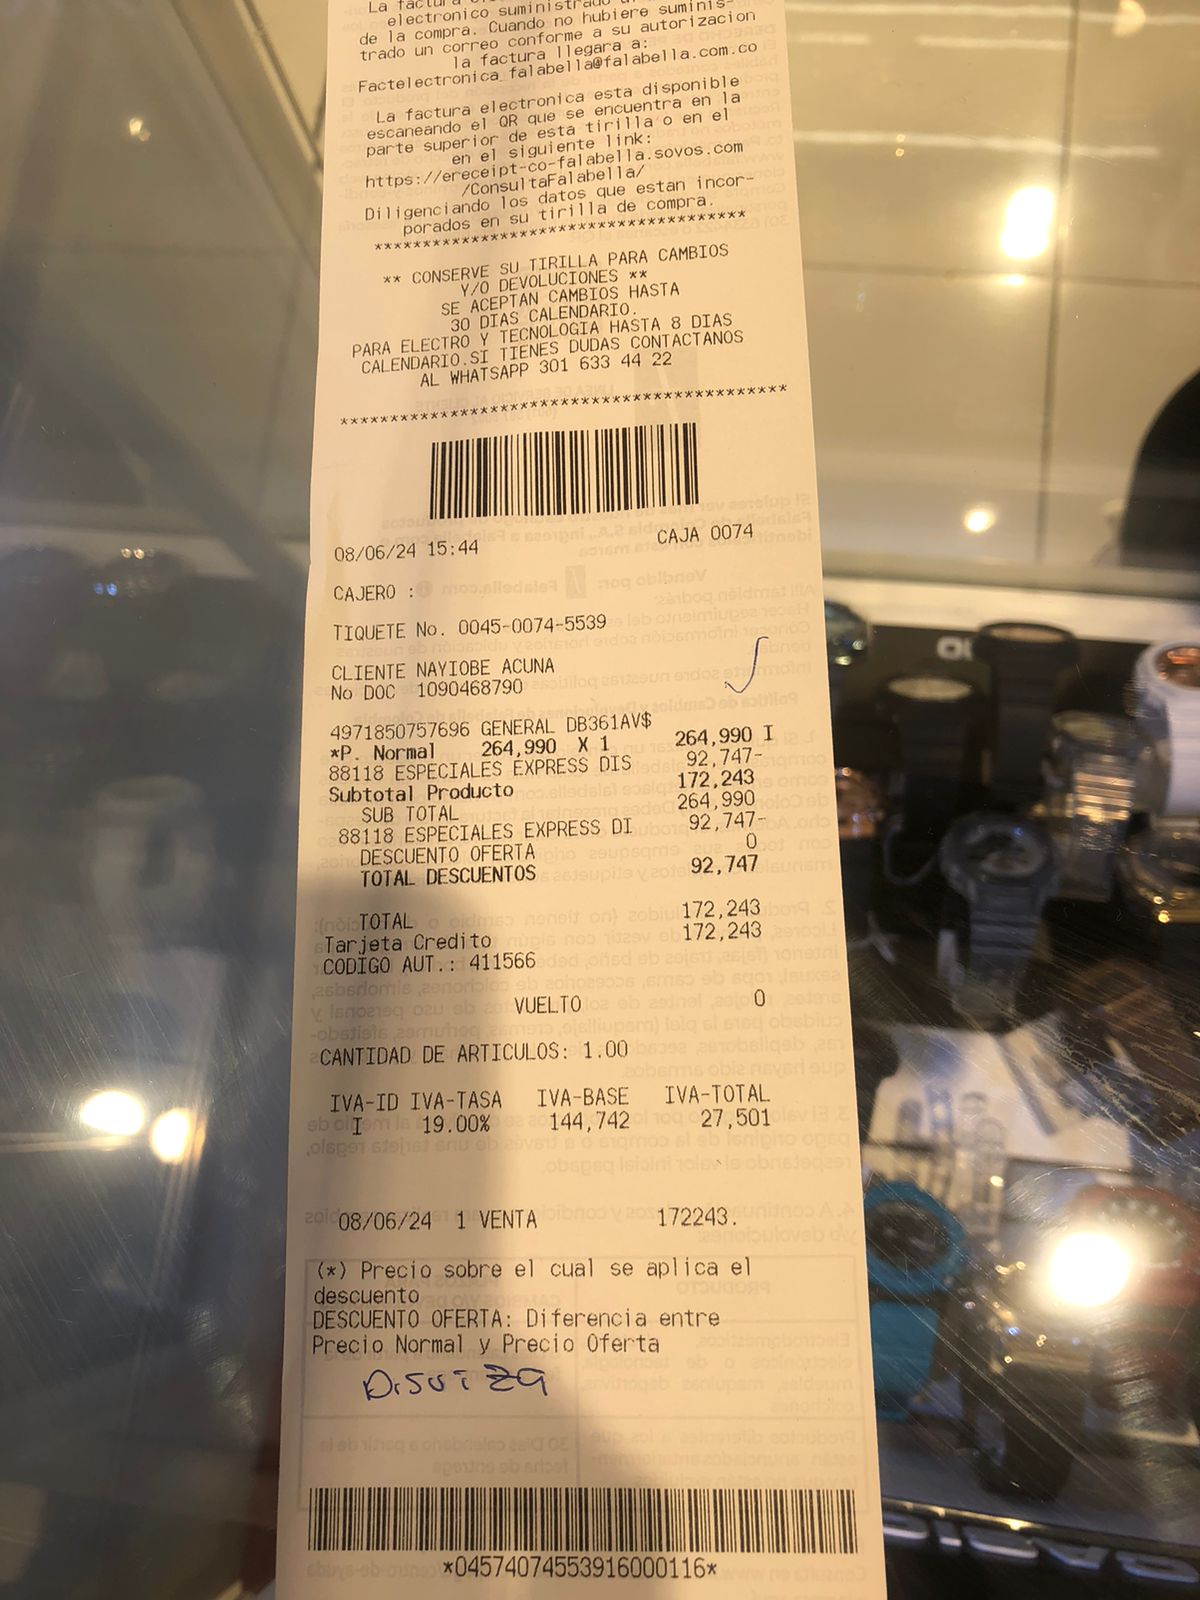 La factura
electronico suministrado
de la compra. Cuando no hubiere suminis-
trado un correo conforme a su autorizacion
la factura llegara a:
Factelectronica_falabella@falabella.com.co
La factura electronica esta disponible
escaneando el QR que se encuentra en la
parte superior de esta tirilla o en el
en el siguiente link:
https://ereceipt-co-falabella.sovos.com
/ConsultaFalabella/
Diligenciando los datos que estan incor-
porados en su tirilla de compra.
*************************************
** CONSERVE SU TIRILLA PARA CAMBIOS
Y/O DEVOLUCIONES **
SE ACEPTAN CAMBIOS HASTA
30 DIAS CALENDARIO.
PARA ELECTRO Y TECNOLOGIA HASTA 8 DIAS
CALENDARIO.SI TIENES DUDAS CONTACTANOS
AL WHATSAPP 301 633 44 22
********************************************
08/06/24 15:44 CAJA 0074
CAJERO :
TIQUETE No. 0045-0074-5539
CLIENTE NAYIOBE ACUNA
No DOC 1090468790
4971850757696 GENERAL DB361AV$
*P. Normal 264,990 X 1 264,990 I
88118 ESPECIALES EXPRESS DIS 92,747-
Subtotal Producto 172,243
SUB TOTAL 264,990
88118 ESPECIALES EXPRESS DI 92,747-
DESCUENTO OFERTA 0
TOTAL DESCUENTOS 92,747
TOTAL 172,243
Tarjeta Credito 172,243
CODIGO AUT.: 411566
VUELTO 0
CANTIDAD DE ARTICULOS: 1.00
IVA-ID IVA-TASA IVA-BASE IVA-TOTAL
I 19.00% 144,742 27,501
08/06/24 1 VENTA 172243.
(*) Precio sobre el cual se aplica el
descuento
DESCUENTO OFERTA: Diferencia entre
Precio Normal y Precio Oferta
*04574074553916000116*